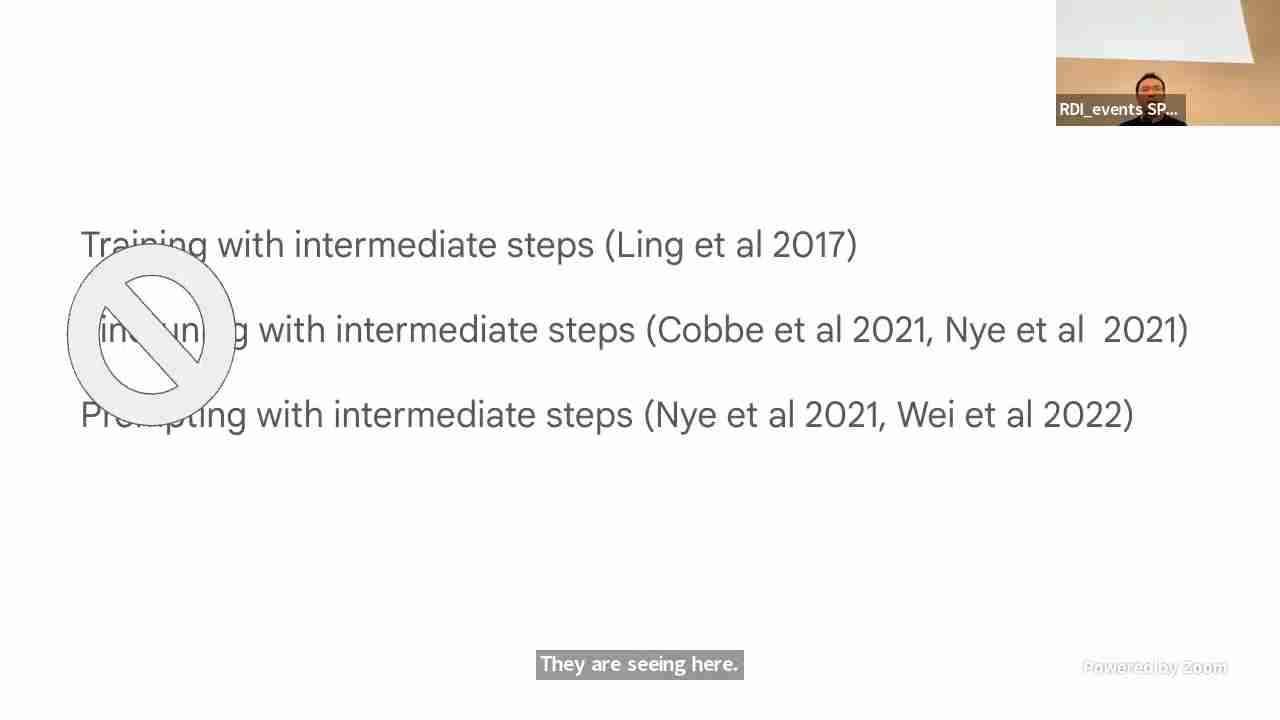 RDI_events SP...
Training with intermediate steps (Ling et al 2017)
with intermediate steps (Cobbe et al 2021, Nye et al 2021)
Prompting with intermediate steps (Nye et al 2021, Wei et al 2022)
They are seeing here.
Powered by Zoom